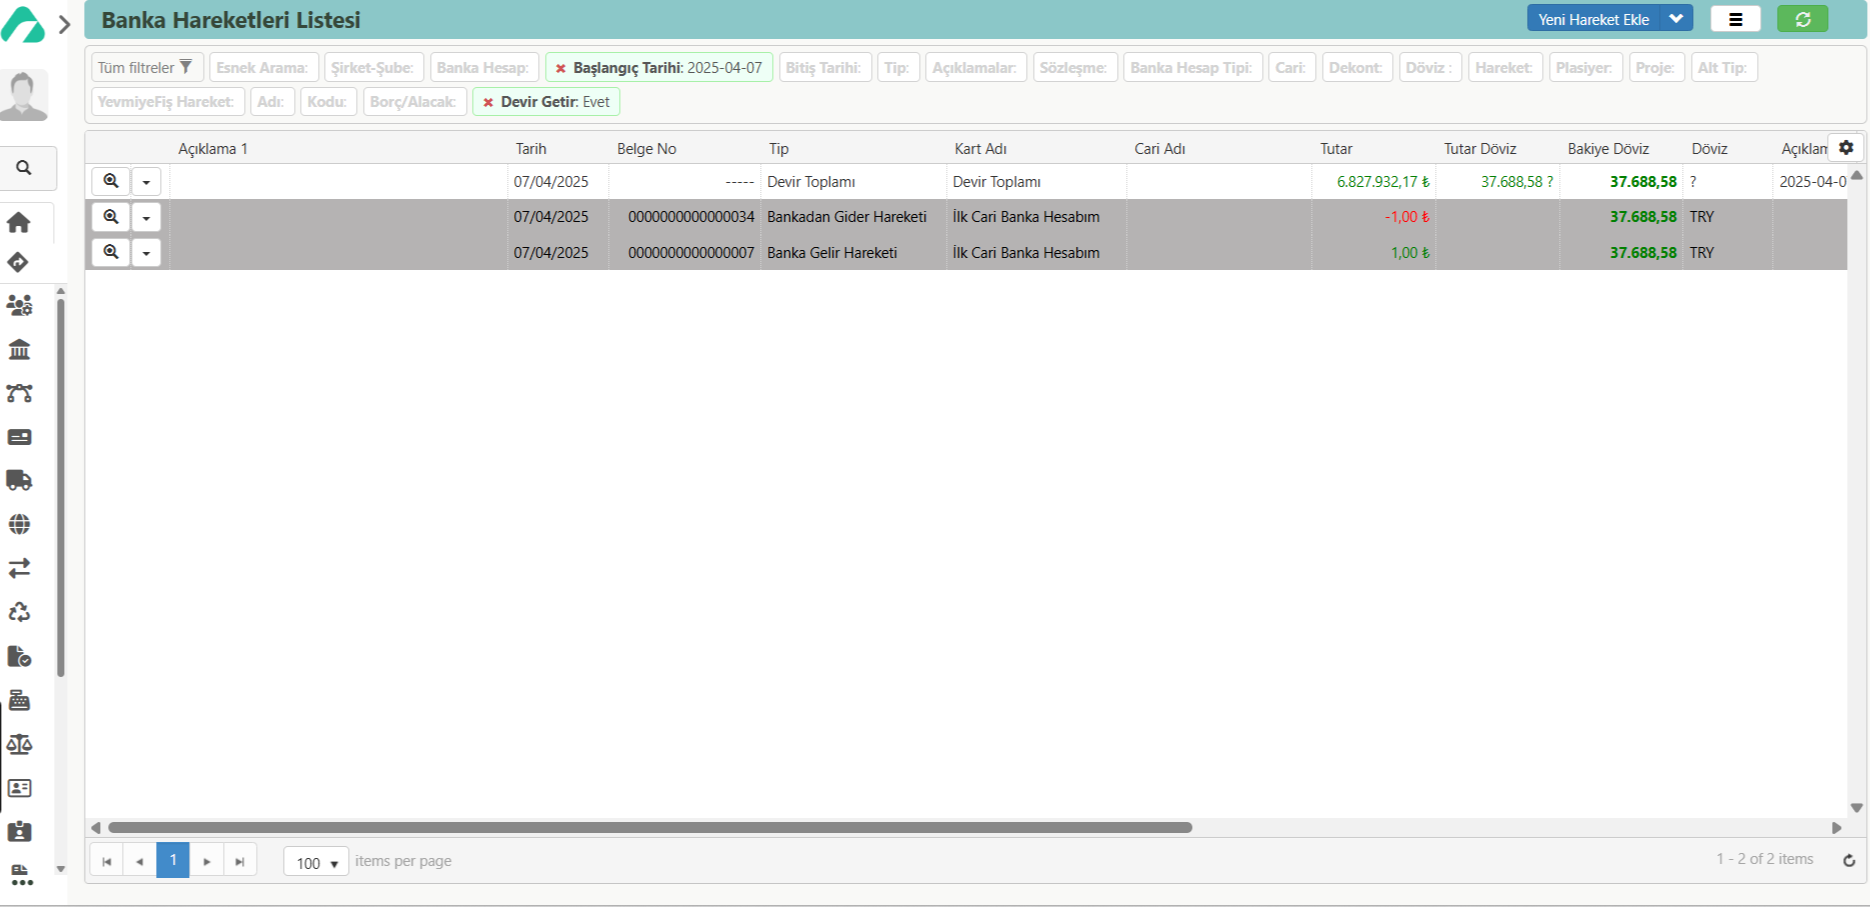 Banka Hareketleri Listesi
Yeni Hareket Ekle
Tüm filtreler Esnek Arama: Şirket-Şube: Banka Hesap: × Başlangıç Tarihi: 2025-04-07 Bitiş Tarihi: Tip: Açıklamalar: Sözleşme: Banka Hesap Tipi: Cari: Dekont: Döviz : Hareket: Plasiyer: Proje: Alt Tip:
YevmiyeFiş Hareket: Adı: Kodu: Borç/Alacak: × Devir Getir: Evet
Açıklama 1 Tarih Belge No Tip Kart Adı Cari Adı Tutar Tutar Döviz Bakiye Döviz Döviz Açıklam
07/04/2025 ----- Devir Toplamı Devir Toplamı 6.827.932,17 ₺ 37.688,58 ? 37.688,58 ? 2025-04-0
07/04/2025 0000000000000034 Bankadan Gider Hareketi İlk Cari Banka Hesabım -1,00 ₺ 37.688,58 TRY
07/04/2025 0000000000000007 Banka Gelir Hareketi İlk Cari Banka Hesabım 1,00 ₺ 37.688,58 TRY
1 100 items per page 1 - 2 of 2 items